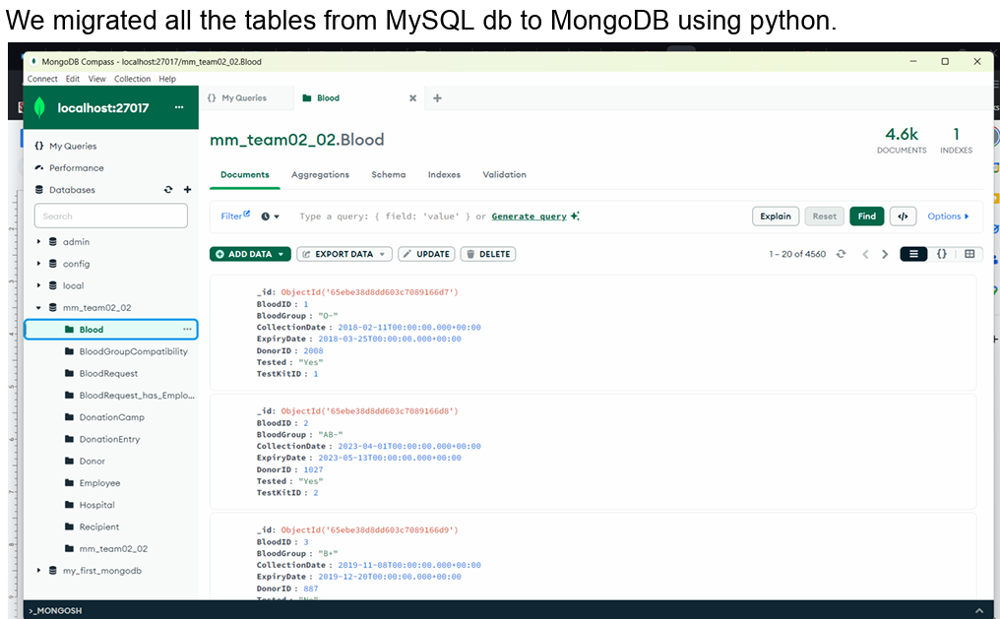 We migrated all the tables from MySQL db to MongoDB using python.
MongoDB Compass - localhost:27017/mm_team02_02.Blood
Connect Edit View Collection Help
localhost:27017 ...
{} My Queries
Blood
My Queries
Performance
Databases
Search
admin
config
local
mm_team02_02
Blood ...
BloodGroupCompatibility
BloodRequest
BloodRequest_has_Emplo...
DonationCamp
DonationEntry
Donor
Employee
Hospital
Recipient
mm_team02_02
my_first_mongodb
mm_team02_02.Blood
4.6k
DOCUMENTS
1
INDEXES
Documents Aggregations Schema Indexes Validation
Filter Type a query: { field: 'value' } or Generate query Explain Reset Find </> Options
ADD DATA EXPORT DATA UPDATE DELETE 1 – 20 of 4560 {}
_id: ObjectId('65ebe38d8dd603c7089166d7')
BloodID : 1
BloodGroup : "O-"
CollectionDate : 2018-02-11T00:00:00.000+00:00
ExpiryDate : 2018-03-25T00:00:00.000+00:00
DonorID : 2008
Tested : "Yes"
TestKitID : 1
_id: ObjectId('65ebe38d8dd603c7089166d8')
BloodID : 2
BloodGroup : "AB-"
CollectionDate : 2023-04-01T00:00:00.000+00:00
ExpiryDate : 2023-05-13T00:00:00.000+00:00
DonorID : 1027
Tested : "Yes"
TestKitID : 2
_id: ObjectId('65ebe38d8dd603c7089166d9')
BloodID : 3
BloodGroup : "B+"
CollectionDate : 2019-11-08T00:00:00.000+00:00
ExpiryDate : 2019-12-20T00:00:00.000+00:00
DonorID : 887
Tested : "No"
>_MONGOSH